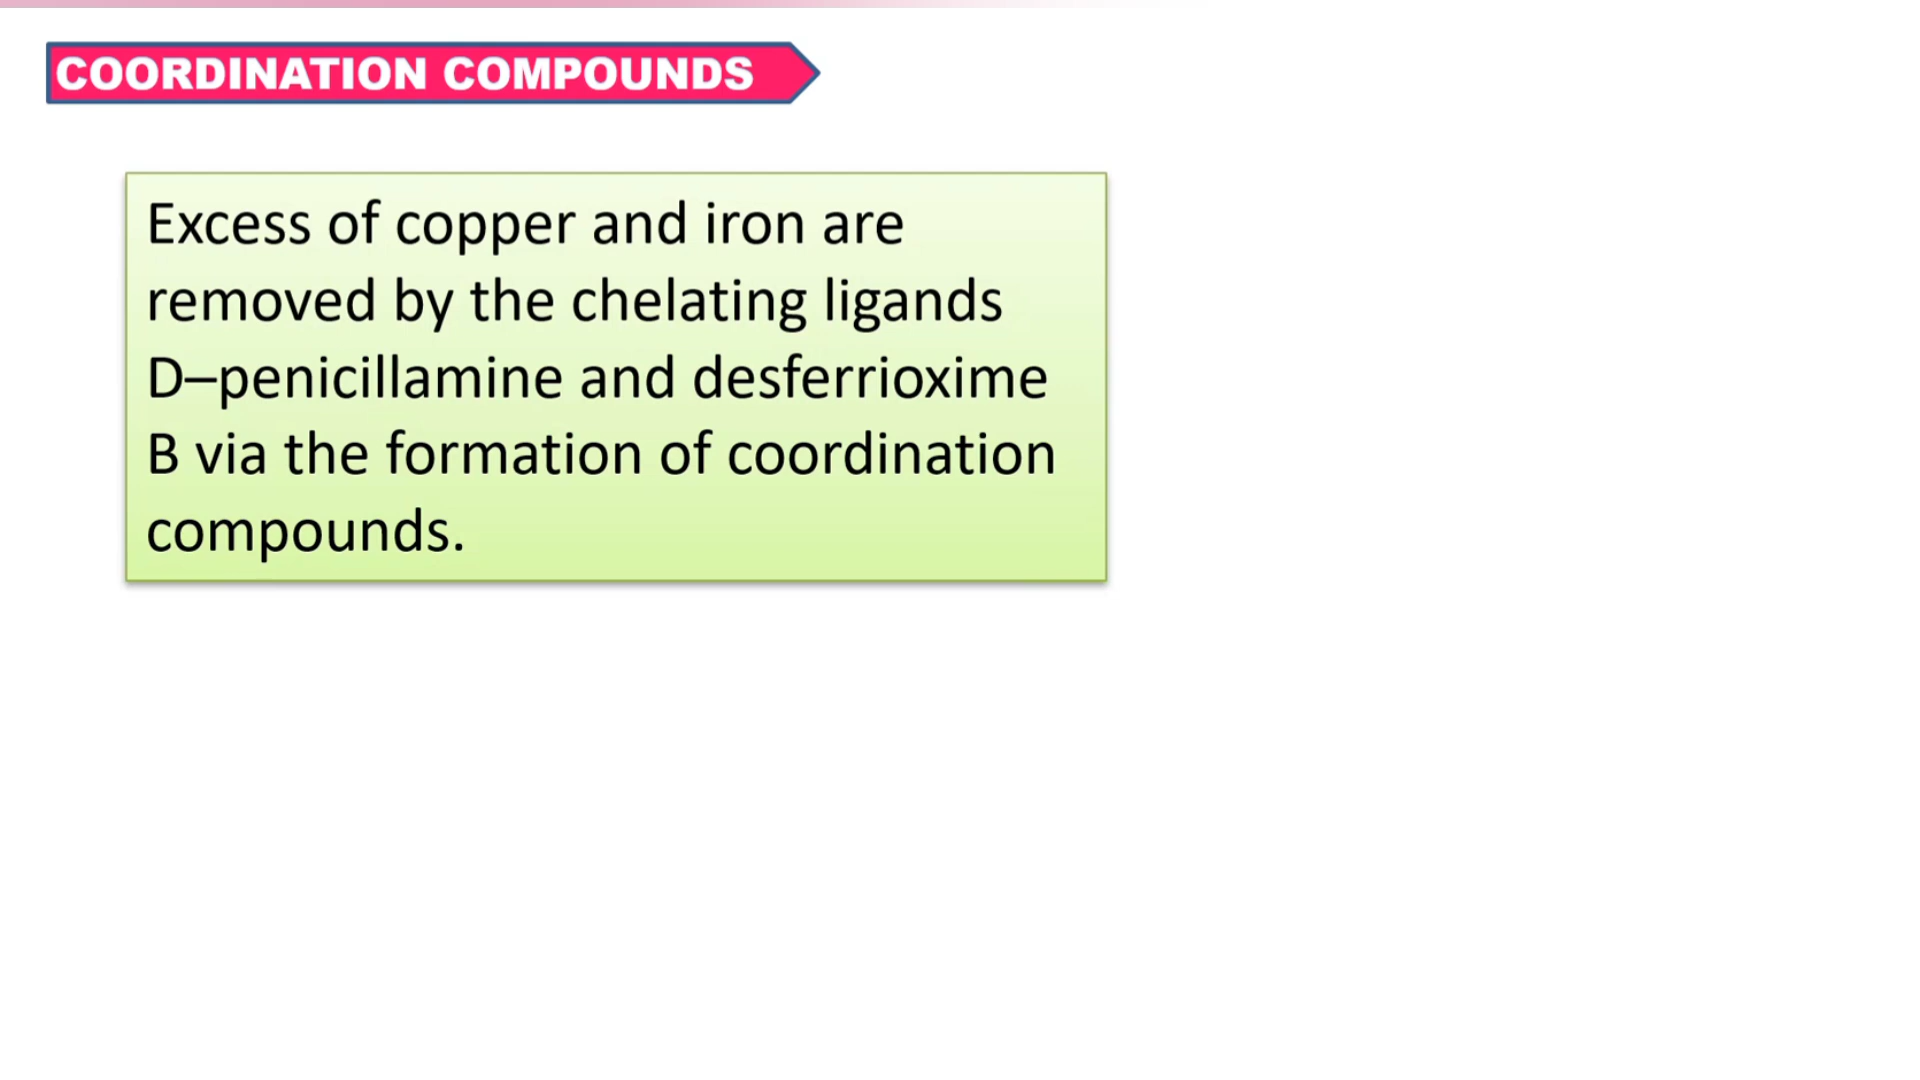 COORDINATION COMPOUNDS
Excess of copper and iron are
removed by the chelating ligands
D–penicillamine and desferrioxime
B via the formation of coordination
compounds.